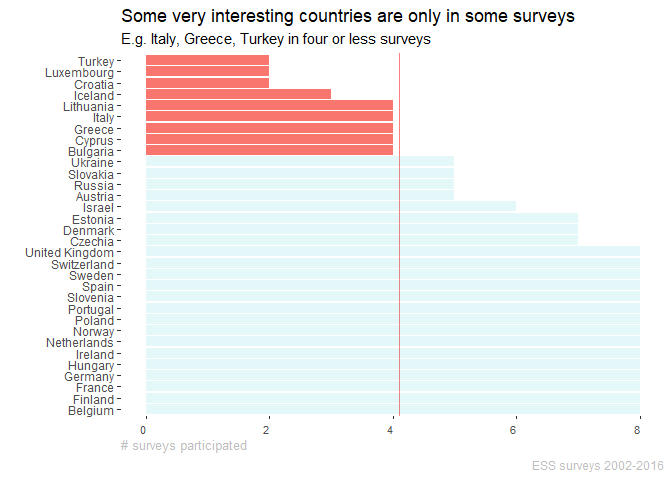 Some very interesting countries are only in some surveys
E.g. Italy, Greece, Turkey in four or less surveys
Turkey
Luxembourg
Croatia
Iceland
Lithuania
Italy
Greece
Cyprus
Bulgaria
Ukraine
Slovakia
Russia
Austria
Israel
Estonia
Denmark
Czechia
United Kingdom
Switzerland
Sweden
Spain
Slovenia
Portugal
Poland
Norway
Netherlands
Ireland
Hungary
Germany
France
Finland
Belgium
0 2 4 6 8
# surveys participated
ESS surveys 2002-2016